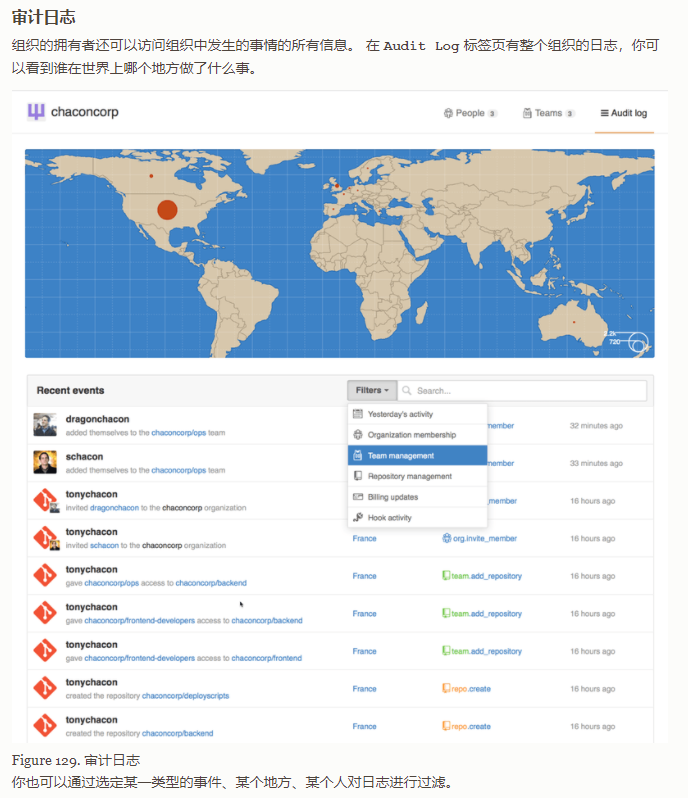 审计日志
组织的拥有者还可以访问组织中发生的事情的所有信息。 在 Audit Log 标签页有整个组织的日志，你可
以看到谁在世界上哪个地方做了什么事。
chaconcorp People 3 Teams 3 Audit log
2.2k
720
Recent events Filters Search...
Yesterday's activity
Organization membership
Team management
Repository management
Billing updates
Hook activity
dragonchacon
added themselves to the chaconcorp/ops team member 32 minutes ago
schacon
added themselves to the chaconcorp/ops team 33 minutes ago
tonychacon
invited dragonchacon to the chaconcorp organization _member 16 hours ago
tonychacon
invited schacon to the chaconcorp organization France org.invite_member 16 hours ago
tonychacon
gave chaconcorp/ops access to chaconcorp/backend France team.add_repository 16 hours ago
tonychacon
gave chaconcorp/frontend-developers access to chaconcorp/backend France team.add_repository 16 hours ago
tonychacon
gave chaconcorp/frontend-developers access to chaconcorp/frontend France team.add_repository 16 hours ago
tonychacon
created the repository chaconcorp/deployscripts France repo.create 16 hours ago
tonychacon
created the repository chaconcorp/backend France repo.create 16 hours ago
Figure 129. 审计日志
你也可以通过选定某一类型的事件、某个地方、某个人对日志进行过滤。